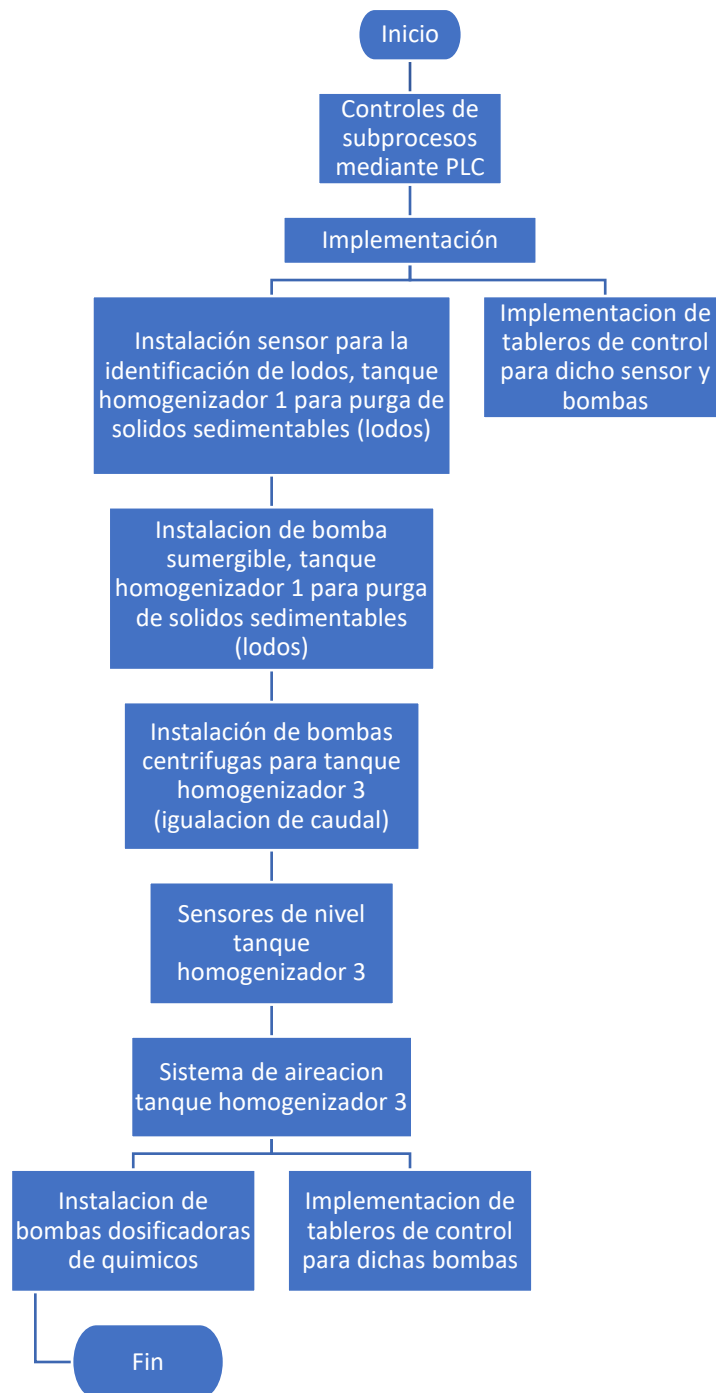 Inicio
Controles de
subprocesos
mediante PLC
Implementación
Instalación sensor para la
identificación de lodos, tanque
homogenizador 1 para purga de
solidos sedimentables (lodos)
Implementacion de
tableros de control
para dicho sensor y
bombas
Instalacion de bomba
sumergible, tanque
homogenizador 1 para purga
de solidos sedimentables
(lodos)
Instalación de bombas
centrifugas para tanque
homogenizador 3
(igualacion de caudal)
Sensores de nivel
tanque
homogenizador 3
Sistema de aireacion
tanque homogenizador 3
Instalacion de
bombas dosificadoras
de quimicos
Implementacion de
tableros de control
para dichas bombas
Fin